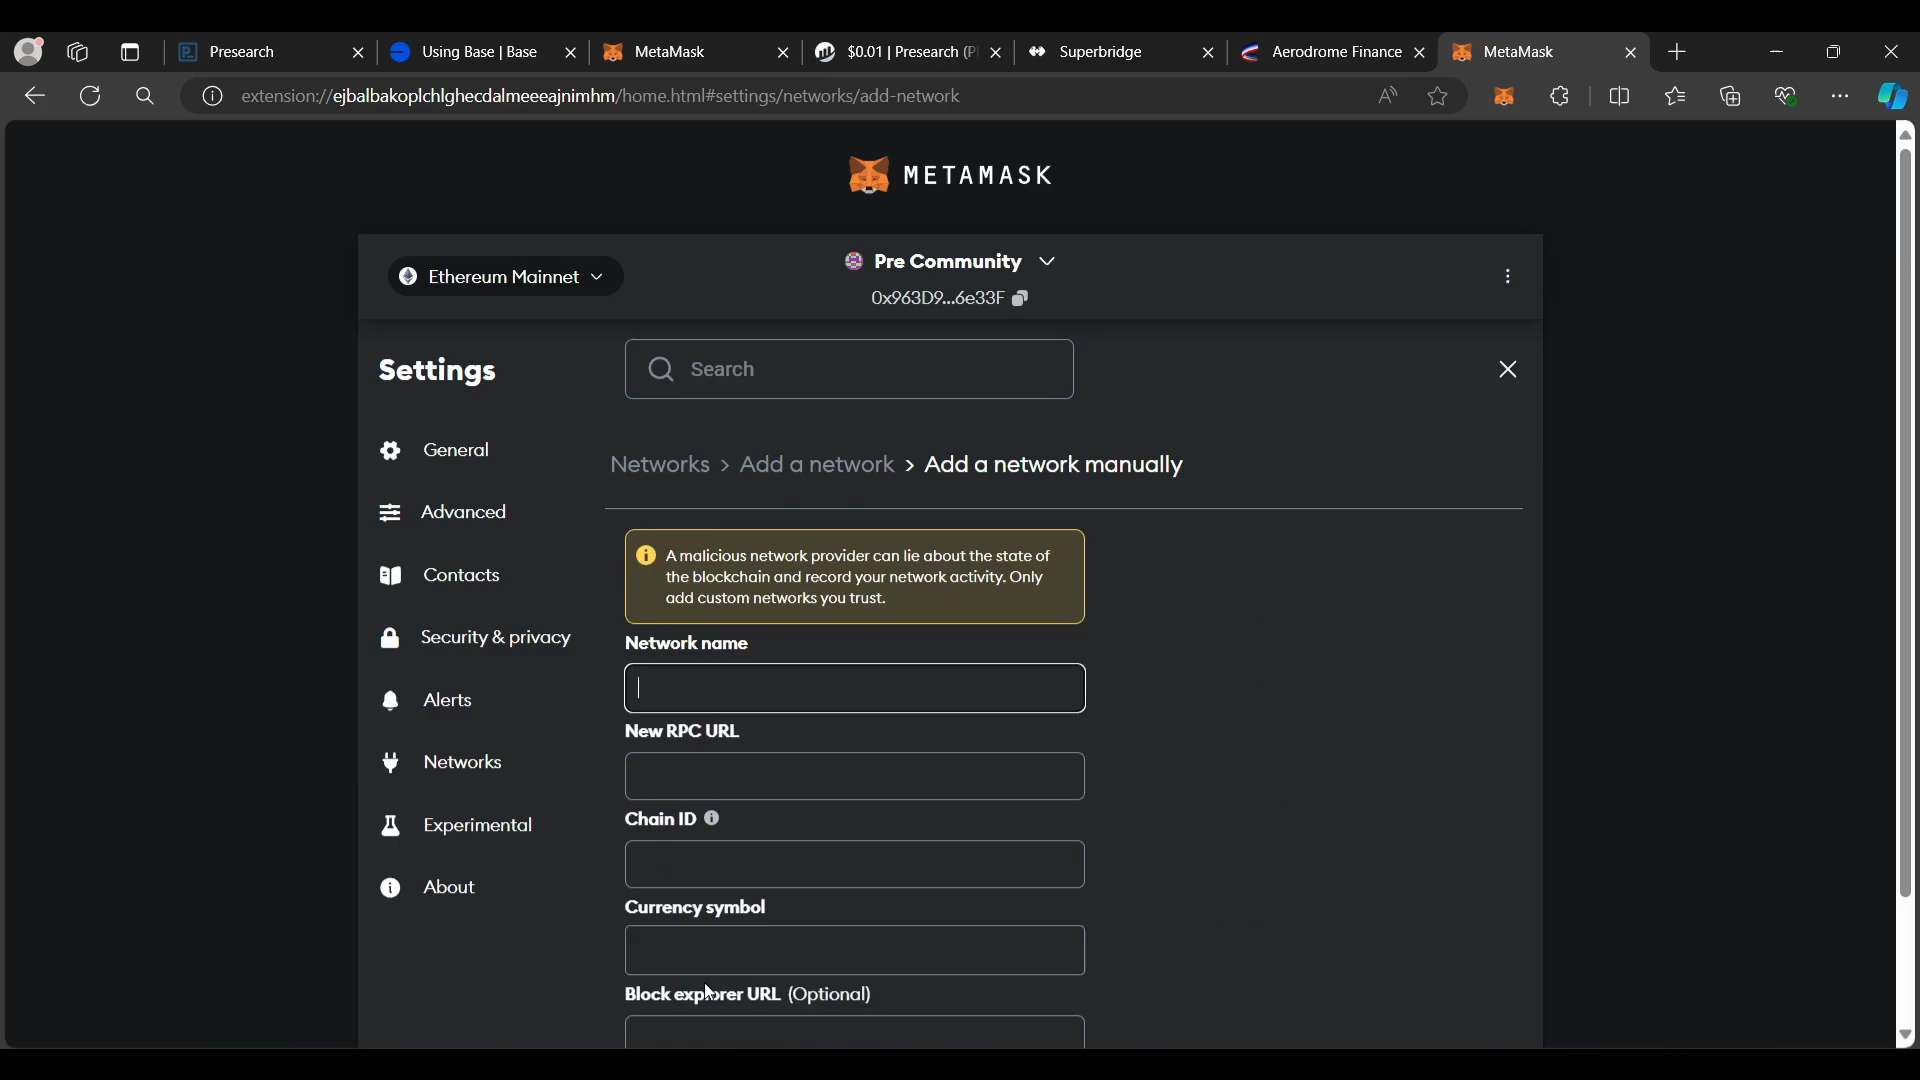 Presearch
Using Base | Base
MetaMask
$0.01 | Presearch (P
Superbridge
Aerodrome Finance
MetaMask
extension://ejbalbakoplchlghecdalmeeeajnimhm/home.html#settings/networks/add-network
METAMASK
Ethereum Mainnet
Pre Community
0x963D9...6e33F
Settings
Search
General
Advanced
Contacts
Security & privacy
Alerts
Networks
Experimental
About
Networks > Add a network > Add a network manually
A malicious network provider can lie about the state of
the blockchain and record your network activity. Only
add custom networks you trust.
Network name
New RPC URL
Chain ID
Currency symbol
Block explorer URL (Optional)